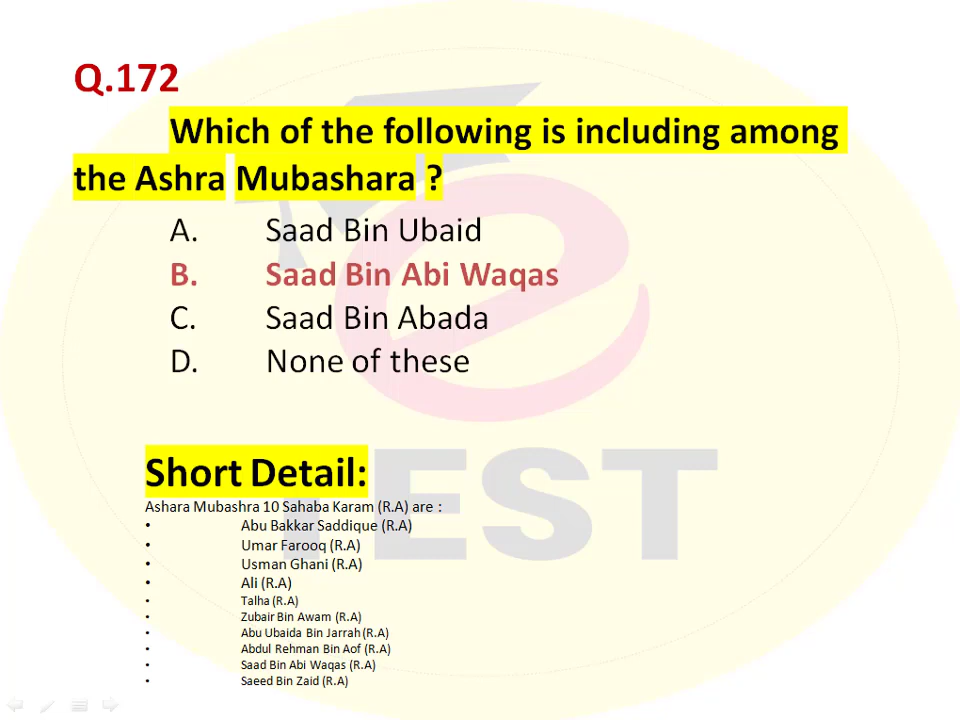 Q.172
Which of the following is including among
the Ashra Mubashara ?
A. Saad Bin Ubaid
B. Saad Bin Abi Waqas
C. Saad Bin Abada
D. None of these
Short Detail:
Ashara Mubashra 10 Sahaba Karam (R.A) are :
• Abu Bakkar Saddique (R.A)
• Umar Farooq (R.A)
• Usman Ghani (R.A)
• Ali (R.A)
• Talha (R.A)
• Zubair Bin Awam (R.A)
• Abu Ubaida Bin Jarrah (R.A)
• Abdul Rehman Bin Aof (R.A)
• Saad Bin Abi Waqas (R.A)
• Saeed Bin Zaid (R.A)
e
TEST